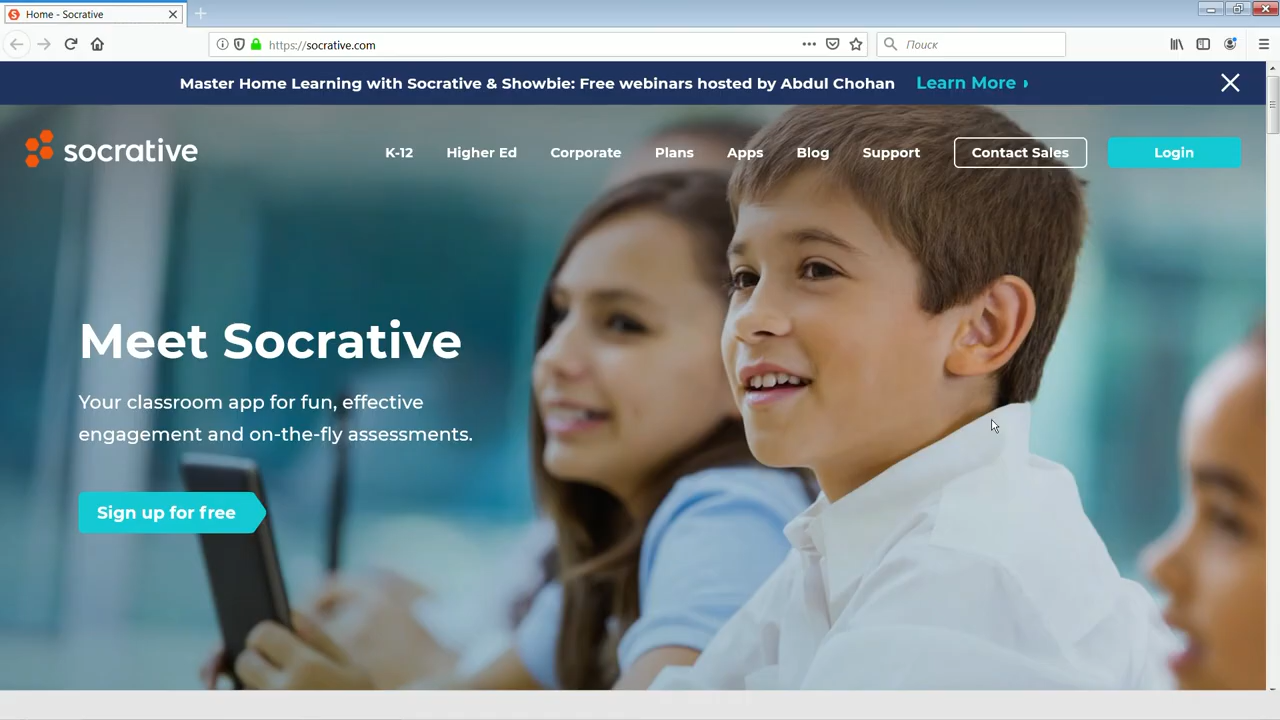 Home - Socrative
https://socrative.com
Поиск
Master Home Learning with Socrative & Showbie: Free webinars hosted by Abdul Chohan Learn More
socrative
K-12 Higher Ed Corporate Plans Apps Blog Support Contact Sales Login
Meet Socrative
Your classroom app for fun, effective
engagement and on-the-fly assessments.
Sign up for free